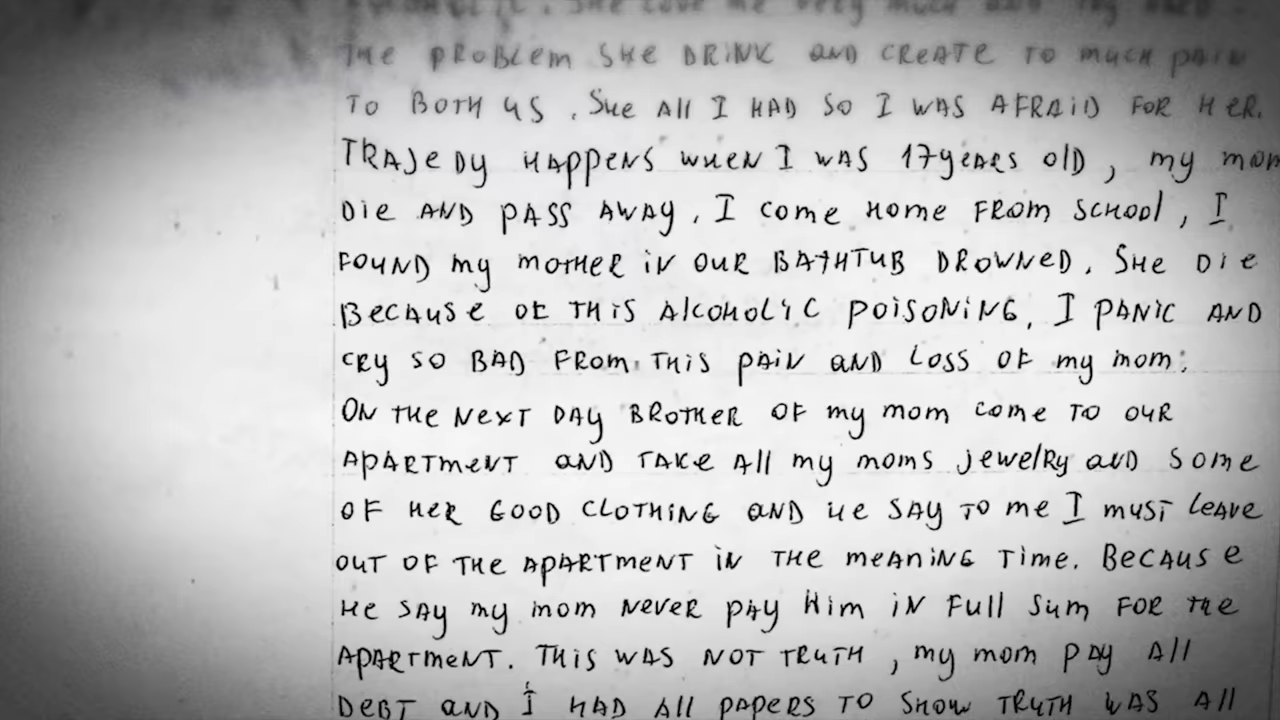 She love me very much and
THE PROBLEM SHE DRINK AND CREATE TO MUCH PAIN
TO BOTH US. SHE ALL I HAD SO I WAS AFRAID FOR HER.
TRAJEDY HAPPENS WHEN I WAS 17 YEARS OLD, MY MOM
DIE AND PASS AWAY. I COME HOME FROM SCHOOL, I
FOUND MY MOTHER IN OUR BATHTUB DROWNED. SHE DIE
BECAUSE OF THIS ALCOHOLIC POISONING. I PANIC AND
CRY SO BAD FROM THIS PAIN AND LOSS OF MY MOM.
ON THE NEXT DAY BROTHER OF MY MOM COME TO OUR
APARTMENT AND TAKE ALL MY MOMS JEWELRY AND SOME
OF HER GOOD CLOTHING AND HE SAY TO ME I MUST LEAVE
OUT OF THE APARTMENT IN THE MEANING TIME. BECAUSE
HE SAY MY MOM NEVER PAY HIM IN FULL SUM FOR THE
APARTMENT. THIS WAS NOT TRUTH, MY MOM PAY ALL
DEBT AND I HAD ALL PAPERS TO SHOW TRUTH WAS ALL